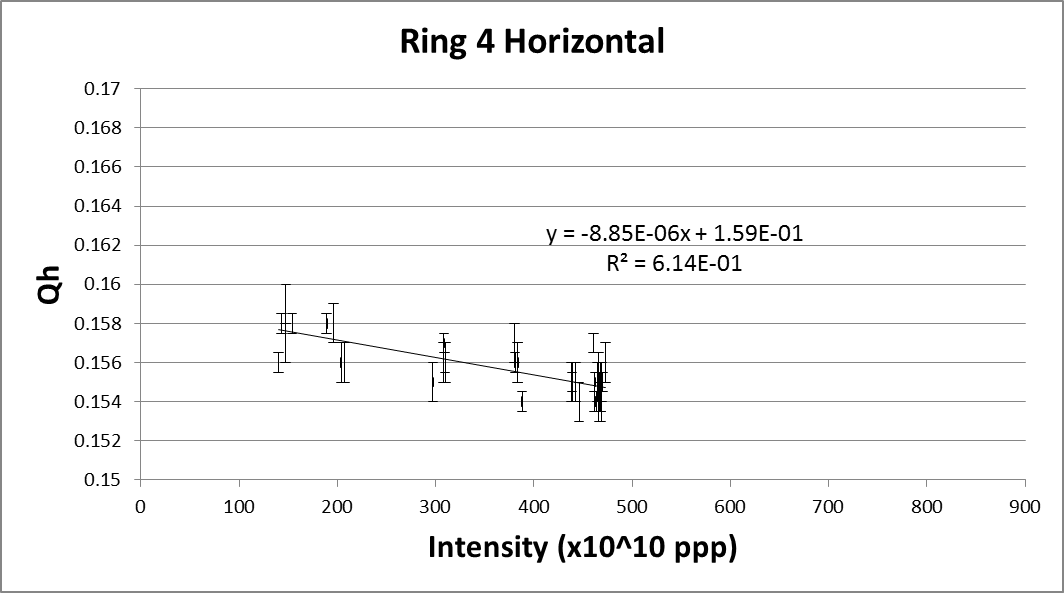 Ring 4 Horizontal
0.17
0.168
0.166
0.164
0.162
0.16
0.158
0.156
0.154
0.152
0.15
Qh
y = -8.85E-06x + 1.59E-01
R² = 6.14E-01
0 100 200 300 400 500 600 700 800 900
Intensity (x10^10 ppp)